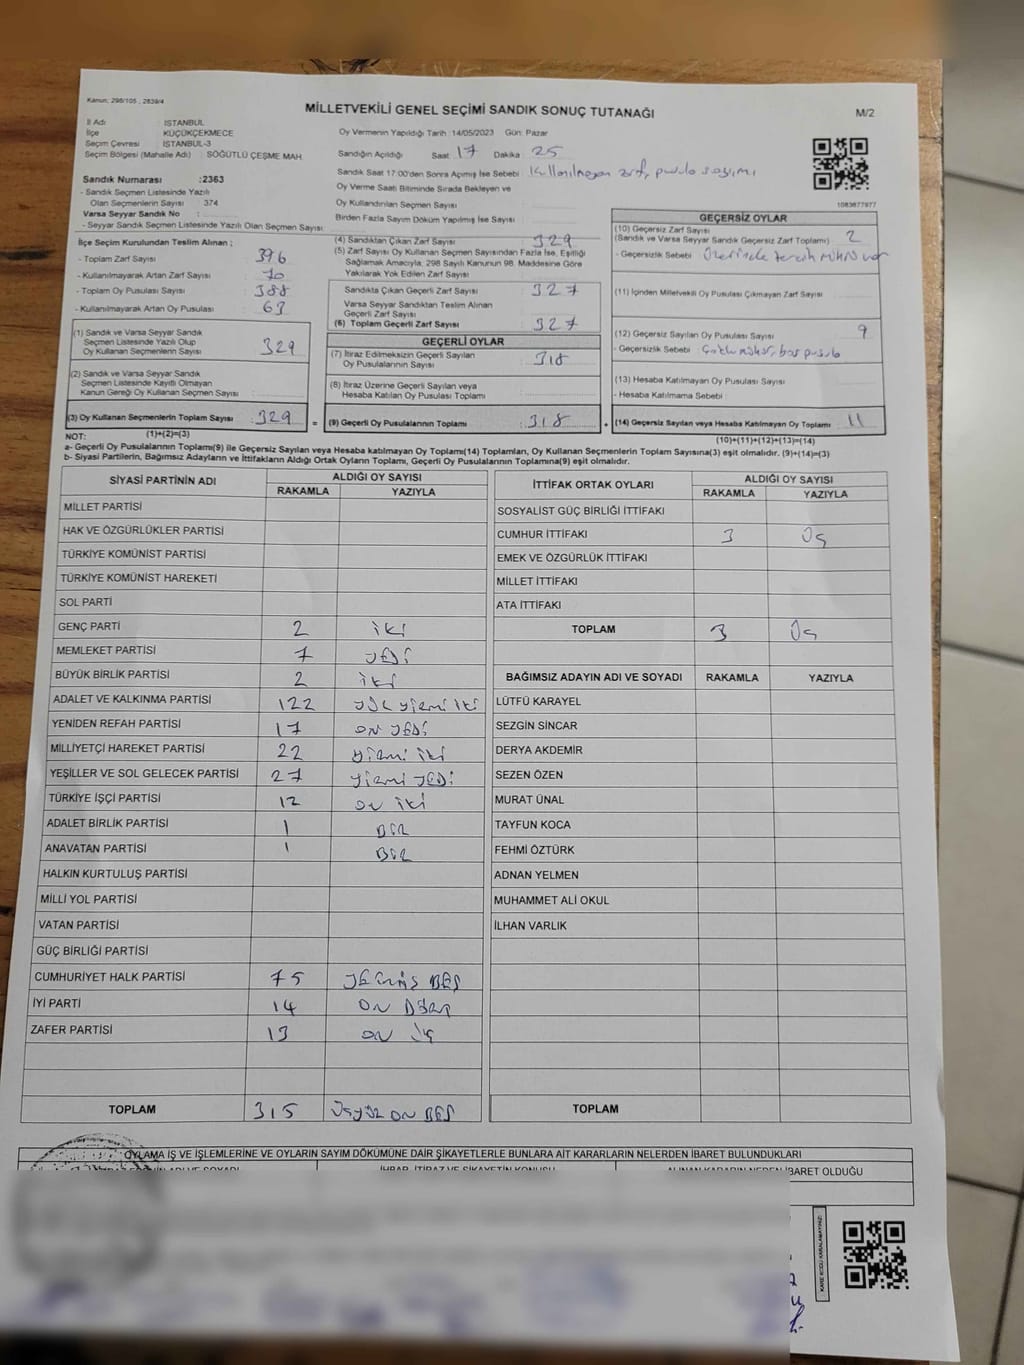 Kanun: 298/105 , 2839/4
MİLLETVEKİLİ GENEL SEÇİMİ SANDIK SONUÇ TUTANAĞI
M/2
İl Adı : İSTANBUL
İlçe : KÜÇÜKÇEKMECE
Seçim Çevresi : İSTANBUL-3
Seçim Bölgesi (Mahalle Adı) : SÖĞÜTLÜ ÇEŞME MAH.
Oy Vermenin Yapıldığı Tarih :14/05/2023 Gün: Pazar
Sandığın Açıldığı Saat :17 Dakika :25
Sandık Saat 17:00'den Sonra Açımış İse Sebebi : Kullanılmayan zarf, pusula sayımı
Oy Verme Saati Bitiminde Sırada Bekleyen ve
Oy Kullandırılan Seçmen Sayısı :
Birden Fazla Sayım Döküm Yapılmış İse Sayısı :
1083677977
Sandık Numarası :2363
- Sandık Seçmen Listesinde Yazılı
Olan Seçmenlerin Sayısı : 374
Varsa Seyyar Sandık No :
- Seyyar Sandık Seçmen Listesinde Yazılı Olan Seçmen Sayısı :
İlçe Seçim Kurulundan Teslim Alınan ;
- Toplam Zarf Sayısı : 396
- Kullanılmayarak Artan Zarf Sayısı : 70
- Toplam Oy Pusulası Sayısı : 388
- Kullanılmayarak Artan Oy Pusulası : 63
(1) Sandık ve Varsa Seyyar Sandık
Seçmen Listesinde Yazılı Olup
Oy Kullanan Seçmenlerin Sayısı : 329
(2) Sandık ve Varsa Seyyar Sandık
Seçmen Listesinde Kayıtlı Olmayan
Kanun Gereği Oy Kullanan Seçmen Sayısı :
(3) Oy Kullanan Seçmenlerin Toplam Sayısı : 329
(1)+(2)=(3)
(4) Sandıktan Çıkan Zarf Sayısı : 329
(5) Zarf Sayısı Oy Kullanan Seçmen Sayısından Fazla İse, Eşitliği
Sağlamak Amacıyla, 298 Sayılı Kanunun 98. Maddesine Göre
Yakılarak Yok Edilen Zarf Sayısı :
Sandıkta Çıkan Geçerli Zarf Sayısı : 327
Varsa Seyyar Sandıktan Teslim Alınan
Geçerli Zarf Sayısı :
(6) Toplam Geçerli Zarf Sayısı : 327
GEÇERLİ OYLAR
(7) İtiraz Edilmeksizin Geçerli Sayılan
Oy Pusulalarının Sayısı : 318
(8) İtiraz Üzerine Geçerli Sayılan veya
Hesaba Katılan Oy Pusulası Toplamı :
= (9) Geçerli Oy Pusulalarının Toplamı : 318
GEÇERSİZ OYLAR
(10) Geçersiz Zarf Sayısı
(Sandık ve Varsa Seyyar Sandık Geçersiz Zarf Toplamı) : 2
- Geçersizlik Sebebi : Üzerinde tercih mührü var
(11) İçinden Milletvekili Oy Pusulası Çıkmayan Zarf Sayısı :
(12) Geçersiz Sayılan Oy Pusulası Sayısı : 9
- Geçersizlik Sebebi : Çoklu mühür, boş pusula
(13) Hesaba Katılmayan Oy Pusulası Sayısı :
- Hesaba Katılmama Sebebi :
+ (14) Geçersiz Sayılan veya Hesaba Katılmayan Oy Toplamı : 11
(10)+(11)+(12)+(13)=(14)
NOT:
a- Geçerli Oy Pusulalarının Toplamı(9) ile Geçersiz Sayılan veya Hesaba katılmayan Oy Toplamı(14) Toplamları, Oy Kullanan Seçmenlerin Toplam Sayısına(3) eşit olmalıdır. (9)+(14)=(3)
b- Siyasi Partilerin, Bağımsız Adayların ve İttifakların Aldığı Ortak Oyların Toplamı, Geçerli Oy Pusulalarının Toplamına(9) eşit olmalıdır.
SİYASİ PARTİNİN ADI ALDIĞI OY SAYISI
RAKAMLA YAZIYLA
MİLLET PARTİSİ
HAK VE ÖZGÜRLÜKLER PARTİSİ
TÜRKİYE KOMÜNİST PARTİSİ
TÜRKİYE KOMÜNİST HAREKETİ
SOL PARTİ
GENÇ PARTİ 2 iki
MEMLEKET PARTİSİ 7 YEDİ
BÜYÜK BİRLİK PARTİSİ 2 iki
ADALET VE KALKINMA PARTİSİ 122 yüz yirmi iki
YENİDEN REFAH PARTİSİ 17 ON YEDİ
MİLLİYETÇİ HAREKET PARTİSİ 22 yirmi iki
YEŞİLLER VE SOL GELECEK PARTİSİ 27 yirmi YEDİ
TÜRKİYE İŞÇİ PARTİSİ 12 on iki
ADALET BİRLİK PARTİSİ 1 BİR
ANAVATAN PARTİSİ 1 BİR
HALKIN KURTULUŞ PARTİSİ
MİLLİ YOL PARTİSİ
VATAN PARTİSİ
GÜÇ BİRLİĞİ PARTİSİ
CUMHURİYET HALK PARTİSİ 75 YETMİŞ BEŞ
İYİ PARTİ 14 ON DÖRT
ZAFER PARTİSİ 13 ON ÜÇ
TOPLAM 315 ÜÇYÜZ ON BEŞ
İTTİFAK ORTAK OYLARI ALDIĞI OY SAYISI
RAKAMLA YAZIYLA
SOSYALİST GÜÇ BİRLİĞİ İTTİFAKI
CUMHUR İTTİFAKI 3 Üç
EMEK VE ÖZGÜRLÜK İTTİFAKI
MİLLET İTTİFAKI
ATA İTTİFAKI
TOPLAM 3 Üç
BAĞIMSIZ ADAYIN ADI VE SOYADI RAKAMLA YAZIYLA
LÜTFÜ KARAYEL
SEZGİN SİNCAR
DERYA AKDEMİR
SEZEN ÖZEN
MURAT ÜNAL
TAYFUN KOCA
FEHMİ ÖZTÜRK
ADNAN YELMEN
MUHAMMET ALİ OKUL
İLHAN VARLIK
TOPLAM
OYLAMA İŞ VE İŞLEMLERİNE VE OYLARIN SAYIM DÖKÜMÜNE DAİR ŞİKAYETLERLE BUNLARA AİT KARARLARIN NELERDEN İBARET BULUNDUKLARI
İHBAR, İTİRAZ VE ŞİKAYETİN KONUSU
ALINAN KARARIN NEDEN İBARET OLDUĞU
KARE KODU KARALAMAYINIZ!